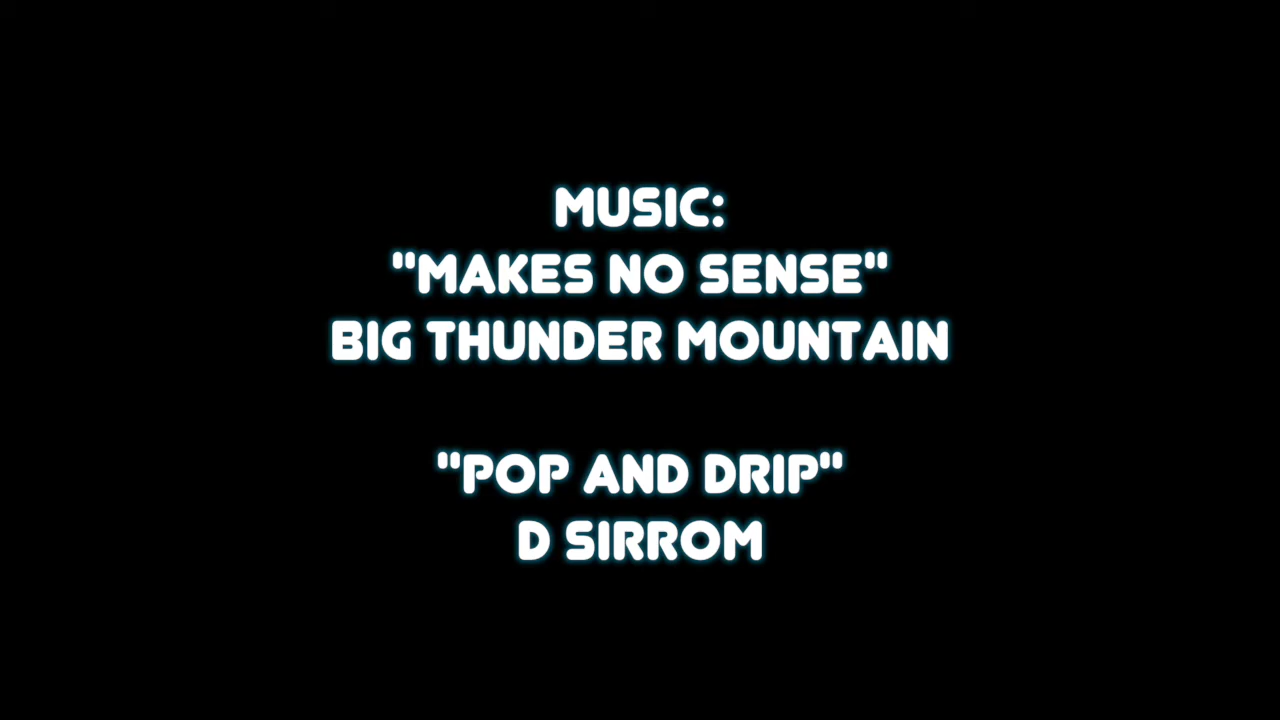 MUSIC:
"MAKES NO SENSE"
BIG THUNDER MOUNTAIN
"POP AND DRIP"
D SIRROM